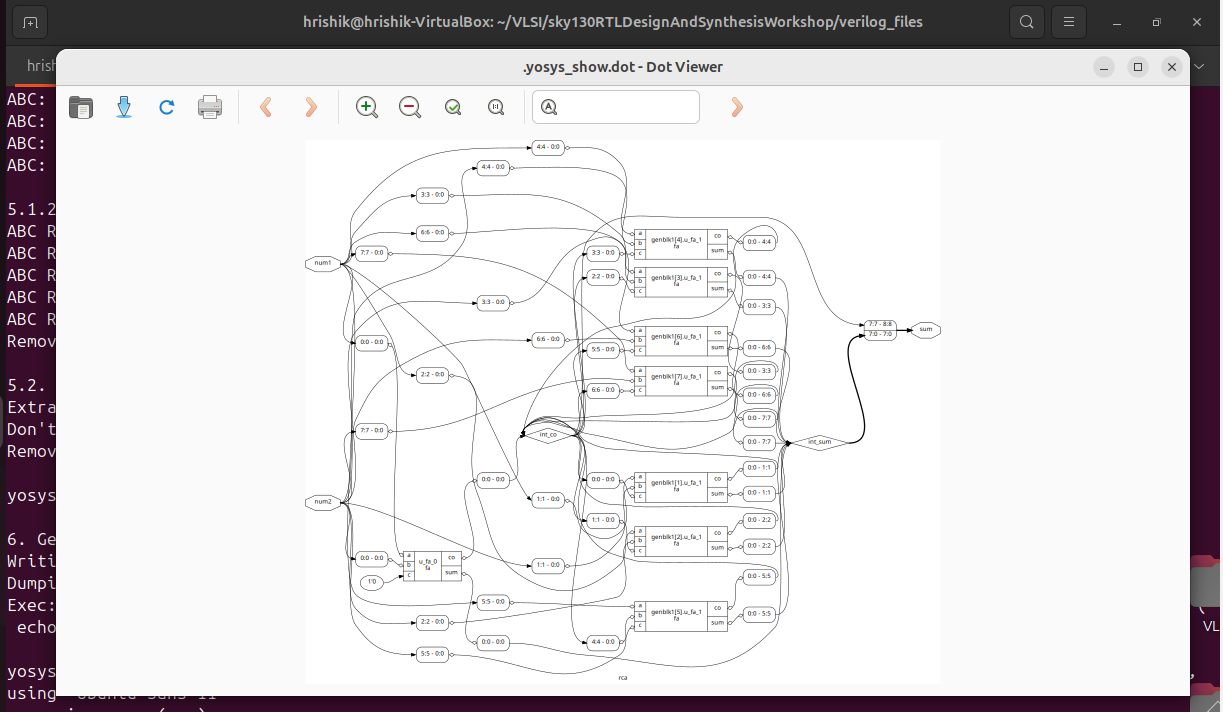 hrishik@hrishik-VirtualBox: ~/VLSI/sky130RTLDesignAndSynthesisWorkshop/verilog_files
hrish
.yosys_show.dot - Dot Viewer
ABC:
ABC:
ABC:
ABC:
5.1.2
ABC R
ABC R
ABC R
ABC R
ABC R
Remov
5.2.
Extra
Don't
Remov
yosys
6. Ge
Writi
Dumpi
Exec:
echo
yosys
using
VL
4:4 - 0:0
4:4 - 0:0
3:3 - 0:0
6:6 - 0:0
7:7 - 0:0
num1
3:3 - 0:0
0:0 - 0:0
6:6 - 0:0
2:2 - 0:0
7:7 - 0:0
int_co
0:0 - 0:0
1:1 - 0:0
num2
0:0 - 0:0
1'0
a
b
c
u_fa_0
fa
co
sum
1:1 - 0:0
5:5 - 0:0
2:2 - 0:0
0:0 - 0:0
5:5 - 0:0
3:3 - 0:0
2:2 - 0:0
a
b
c
genblk1[4].u_fa_1
fa
co
sum
0:0 - 4:4
a
b
c
genblk1[3].u_fa_1
fa
co
sum
0:0 - 4:4
0:0 - 3:3
5:5 - 0:0
a
b
c
genblk1[6].u_fa_1
fa
co
sum
0:0 - 6:6
6:6 - 0:0
a
b
c
genblk1[7].u_fa_1
fa
co
sum
0:0 - 3:3
0:0 - 6:6
0:0 - 7:7
0:0 - 7:7
int_sum
7:7 - 8:8
7:0 - 7:0
sum
0:0 - 0:0
a
b
c
genblk1[1].u_fa_1
fa
co
sum
0:0 - 1:1
0:0 - 1:1
1:1 - 0:0
a
b
c
genblk1[2].u_fa_1
fa
co
sum
0:0 - 2:2
0:0 - 2:2
a
b
c
genblk1[5].u_fa_1
fa
co
sum
0:0 - 5:5
0:0 - 5:5
4:4 - 0:0
rca